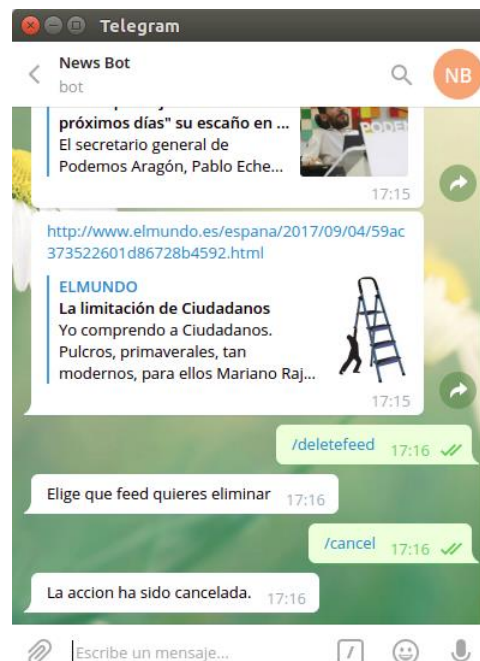 Telegram
News Bot
bot
NB
próximos días" su escaño en ...
El secretario general de
Podemos Aragón, Pablo Eche...
17:15
http://www.elmundo.es/espana/2017/09/04/59ac
373522601d86728b4592.html
ELMUNDO
La limitación de Ciudadanos
Yo comprendo a Ciudadanos.
Pulcros, primaverales, tan
modernos, para ellos Mariano Raj...
17:15
/deletefeed 17:16
Elige que feed quieres eliminar 17:16
/cancel 17:16
La accion ha sido cancelada. 17:16
Escribe un mensaje...